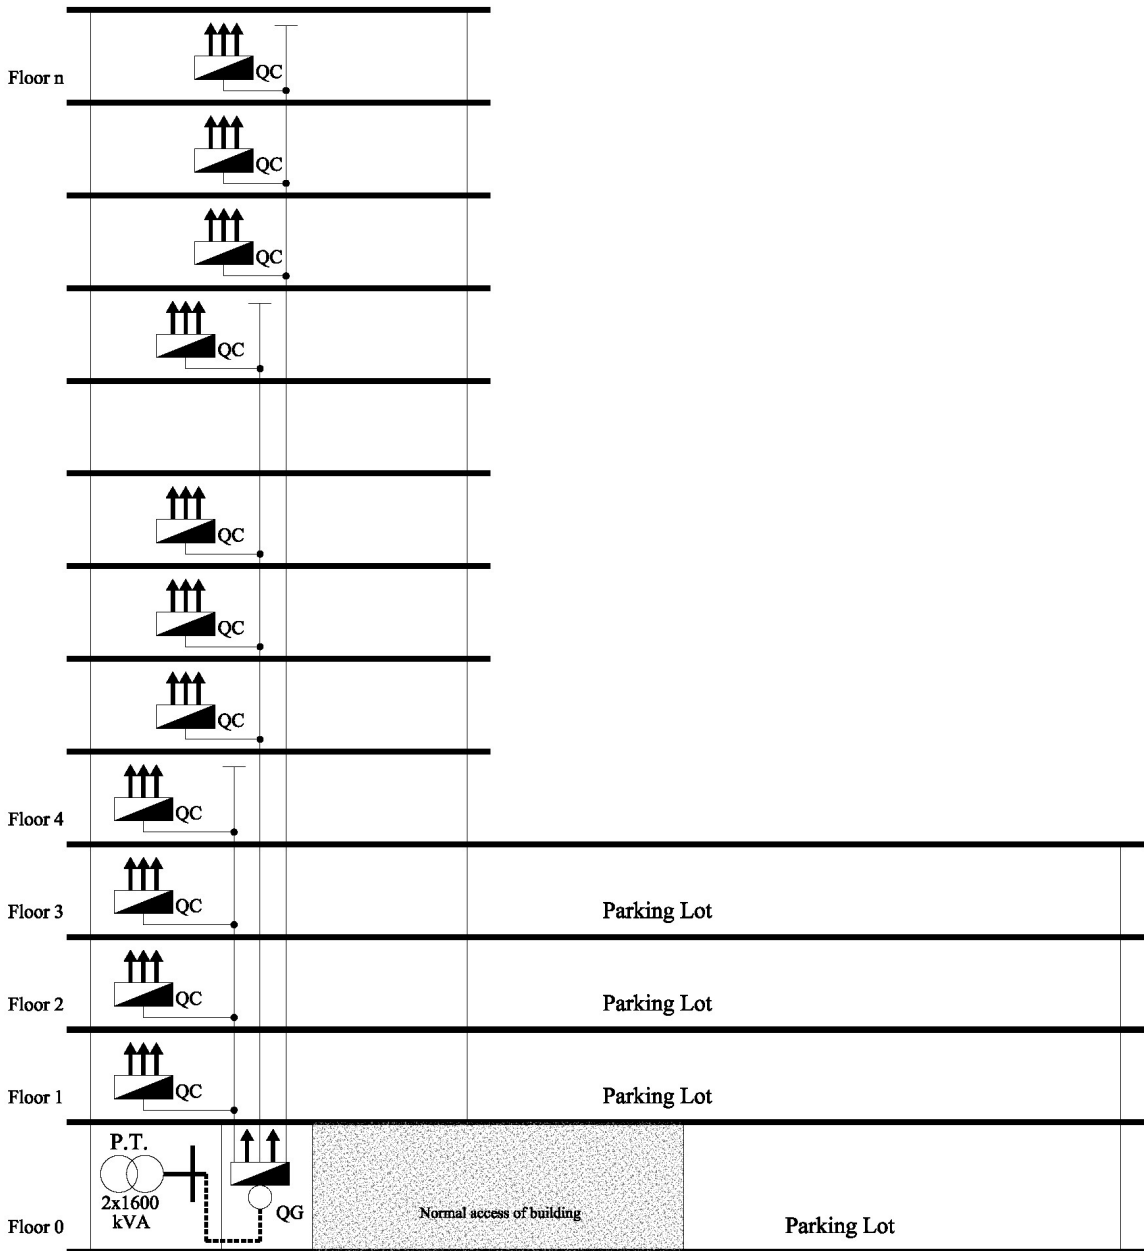 QC
Floor n
QC
QC
QC
QC
QC
QC
QC
Floor 4
QC
Floor 3
Parking Lot
QC
Floor 2
Parking Lot
QC
Floor 1
Parking Lot
P.T.
2x1600
kVA
QG
Normal access of building
Floor 0
Parking Lot